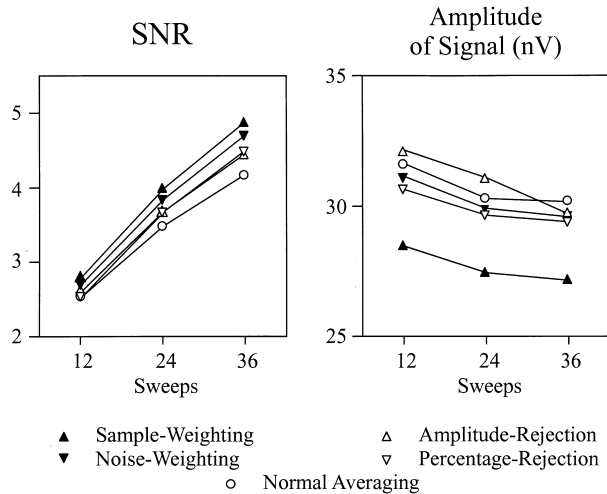 SNR
5
4
3
2
12 24 36
Sweeps
Amplitude
of Signal (nV)
35
30
25
12 24 36
Sweeps
Sample-Weighting
Noise-Weighting
Amplitude-Rejection
Percentage-Rejection
Normal Averaging